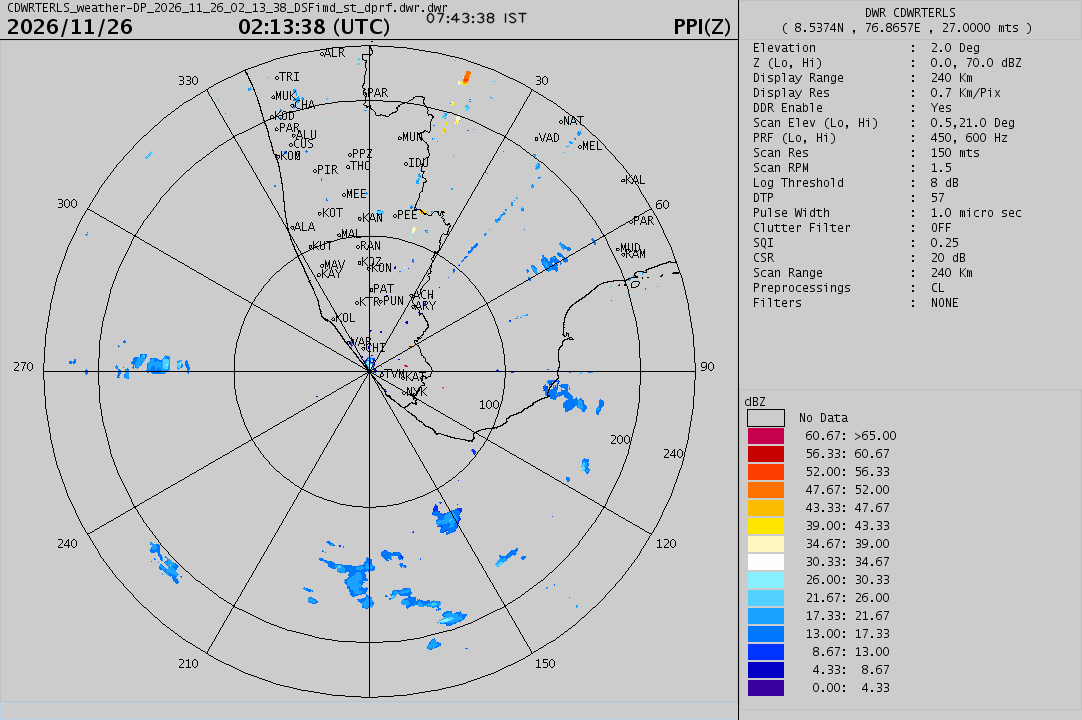 CDWRTERLS_weather-DP_2026_11_26_02_13_38_DSFimd_st_dprf.dwr.dwr
2026/11/26 02:13:38 (UTC) 07:43:38 IST PPI(Z)
ALR
330
TRI
30
MUK
PAR
CHA
KOD
NAT
PAR
ALU
MUN
VAD
CUS
MEL
KON
PPZ
IDU
THO
PIR
KAL
MEE
300
60
KOT
KAN
PEE
PAR
ALA
MAL
KUT
RAN
MUD
RAM
MAV
KOZ
KAY
KON
PAT
ACH
KTR
PUN
ARY
KOL
VAR
CHI
270
TVM
KAT
90
NYK
100
200
240
240
120
210
150
DWR CDWRTERLS
( 8.5374N , 76.8657E , 27.0000 mts )
Elevation : 2.0 Deg
Z (Lo, Hi) : 0.0, 70.0 dBZ
Display Range : 240 Km
Display Res : 0.7 Km/Pix
DDR Enable : Yes
Scan Elev (Lo, Hi) : 0.5,21.0 Deg
PRF (Lo, Hi) : 450, 600 Hz
Scan Res : 150 mts
Scan RPM : 1.5
Log Threshold : 8 dB
DTP : 57
Pulse Width : 1.0 micro sec
Clutter Filter : OFF
SQI : 0.25
CSR : 20 dB
Scan Range : 240 Km
Preprocessings : CL
Filters : NONE
dBZ
No Data
60.67: >65.00
56.33: 60.67
52.00: 56.33
47.67: 52.00
43.33: 47.67
39.00: 43.33
34.67: 39.00
30.33: 34.67
26.00: 30.33
21.67: 26.00
17.33: 21.67
13.00: 17.33
8.67: 13.00
4.33: 8.67
0.00: 4.33